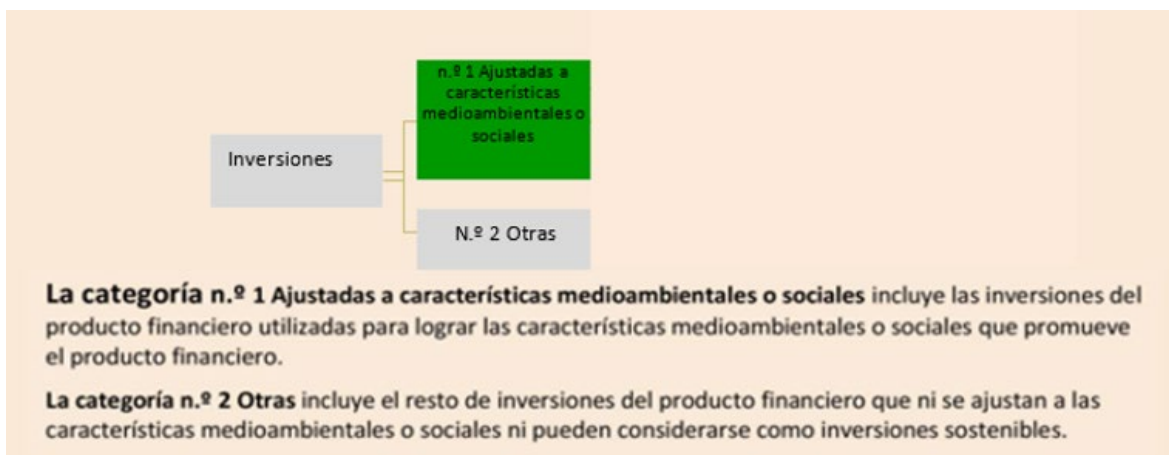 n.º 1 Ajustadas a
características
medioambientales o
sociales
Inversiones
N.º 2 Otras
La categoría n.º 1 Ajustadas a características medioambientales o sociales incluye las inversiones del
producto financiero utilizadas para lograr las características medioambientales o sociales que promueve
el producto financiero.
La categoría n.º 2 Otras incluye el resto de inversiones del producto financiero que ni se ajustan a las
características medioambientales o sociales ni pueden considerarse como inversiones sostenibles.